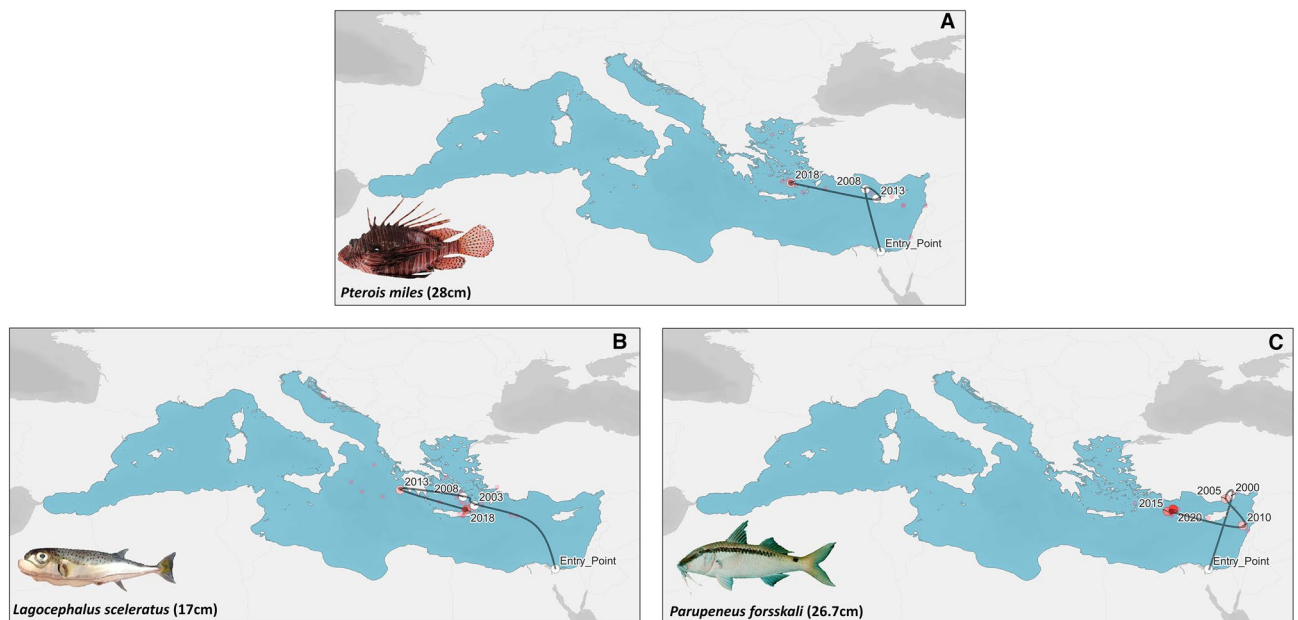 A
2018
2008
2013
Entry_Point
Pterois miles (28cm)
B
2013
2008
2003
2018
Entry_Point
Lagocephalus sceleratus (17cm)
C
2000
2005
2015
2020
2010
Entry_Point
Parupeneus forsskali (26.7cm)